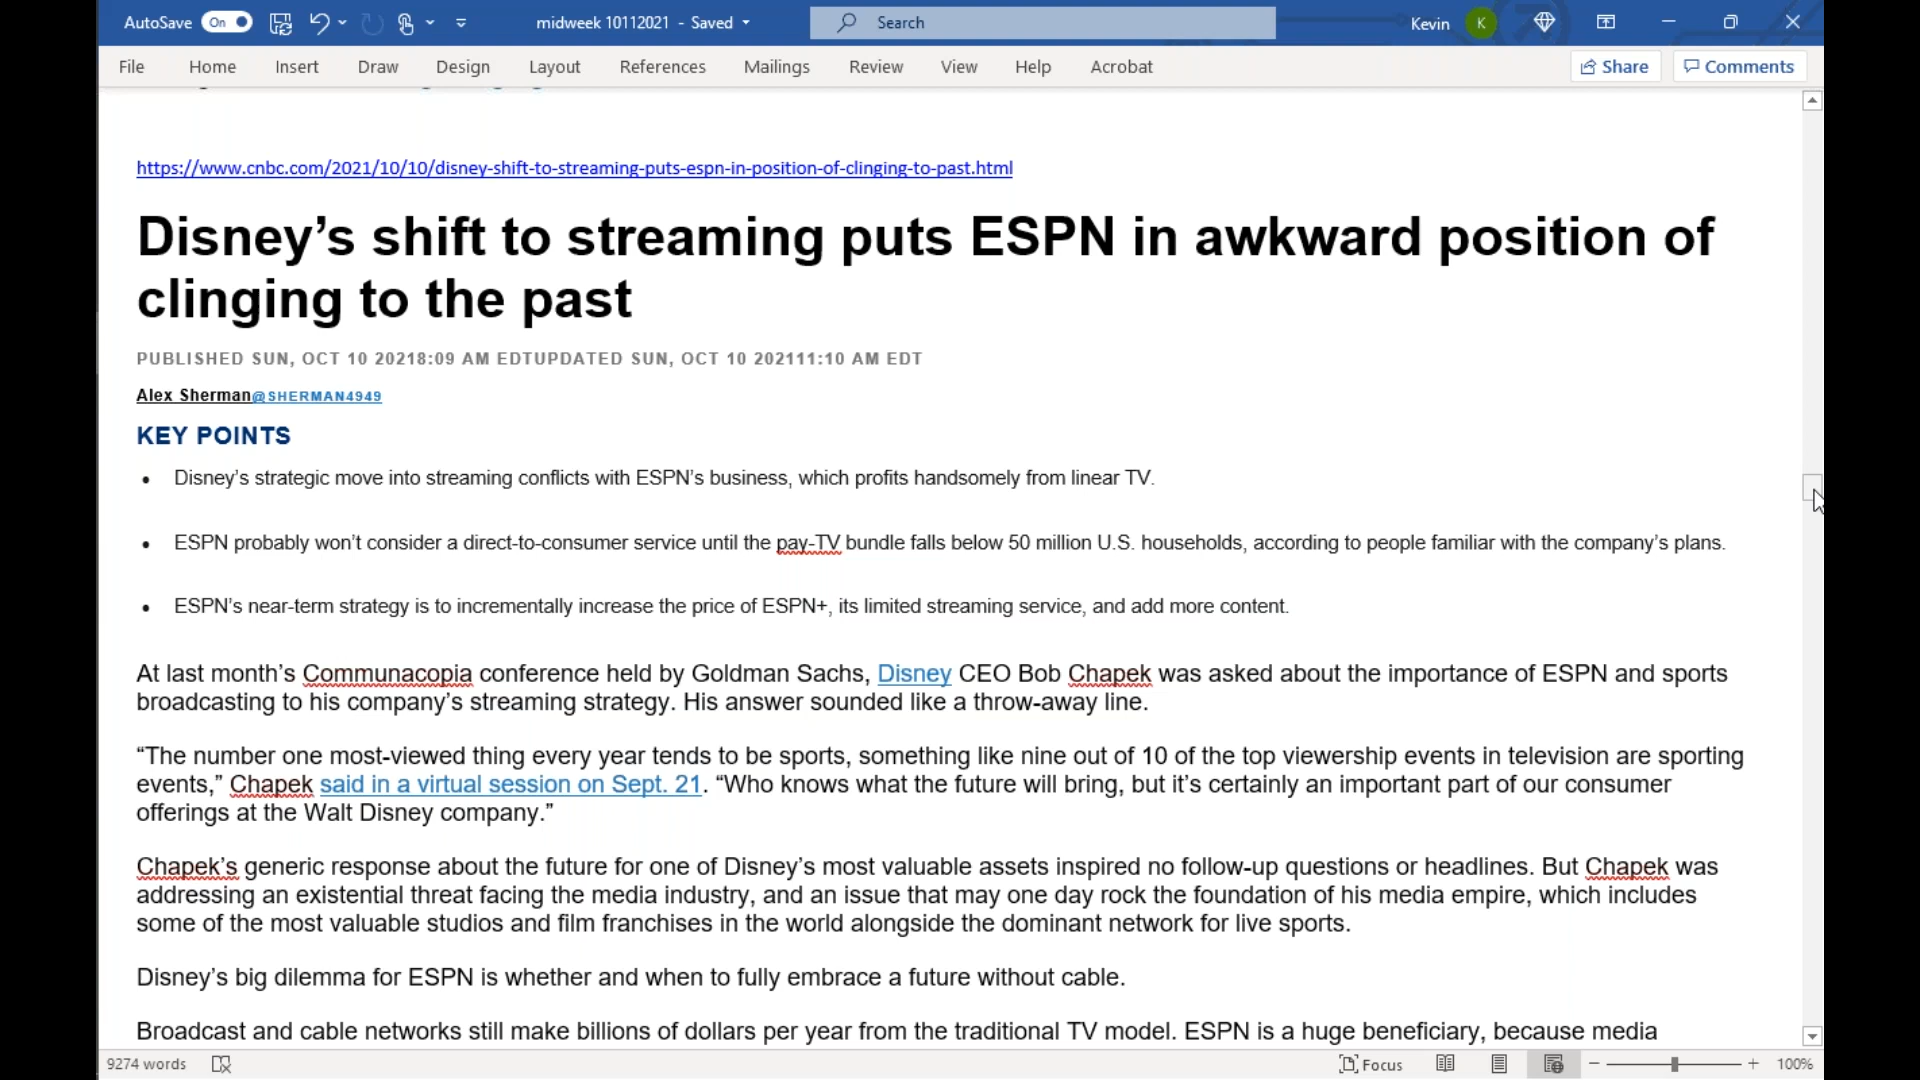 AutoSave On midweek 10112021 - Saved Search Kevin K
File Home Insert Draw Design Layout References Mailings Review View Help Acrobat Share Comments
https://www.cnbc.com/2021/10/10/disney-shift-to-streaming-puts-espn-in-position-of-clinging-to-past.html
Disney’s shift to streaming puts ESPN in awkward position of
clinging to the past
PUBLISHED SUN, OCT 10 20218:09 AM EDTUPDATED SUN, OCT 10 202111:10 AM EDT
Alex Sherman@SHERMAN4949
KEY POINTS
• Disney’s strategic move into streaming conflicts with ESPN’s business, which profits handsomely from linear TV.
• ESPN probably won’t consider a direct-to-consumer service until the pay-TV bundle falls below 50 million U.S. households, according to people familiar with the company’s plans.
• ESPN’s near-term strategy is to incrementally increase the price of ESPN+, its limited streaming service, and add more content.
At last month’s Communacopia conference held by Goldman Sachs, Disney CEO Bob Chapek was asked about the importance of ESPN and sports
broadcasting to his company’s streaming strategy. His answer sounded like a throw-away line.
“The number one most-viewed thing every year tends to be sports, something like nine out of 10 of the top viewership events in television are sporting
events,” Chapek said in a virtual session on Sept. 21. “Who knows what the future will bring, but it’s certainly an important part of our consumer
offerings at the Walt Disney company.”
Chapek’s generic response about the future for one of Disney’s most valuable assets inspired no follow-up questions or headlines. But Chapek was
addressing an existential threat facing the media industry, and an issue that may one day rock the foundation of his media empire, which includes
some of the most valuable studios and film franchises in the world alongside the dominant network for live sports.
Disney’s big dilemma for ESPN is whether and when to fully embrace a future without cable.
Broadcast and cable networks still make billions of dollars per year from the traditional TV model. ESPN is a huge beneficiary, because media
9274 words Focus 100%